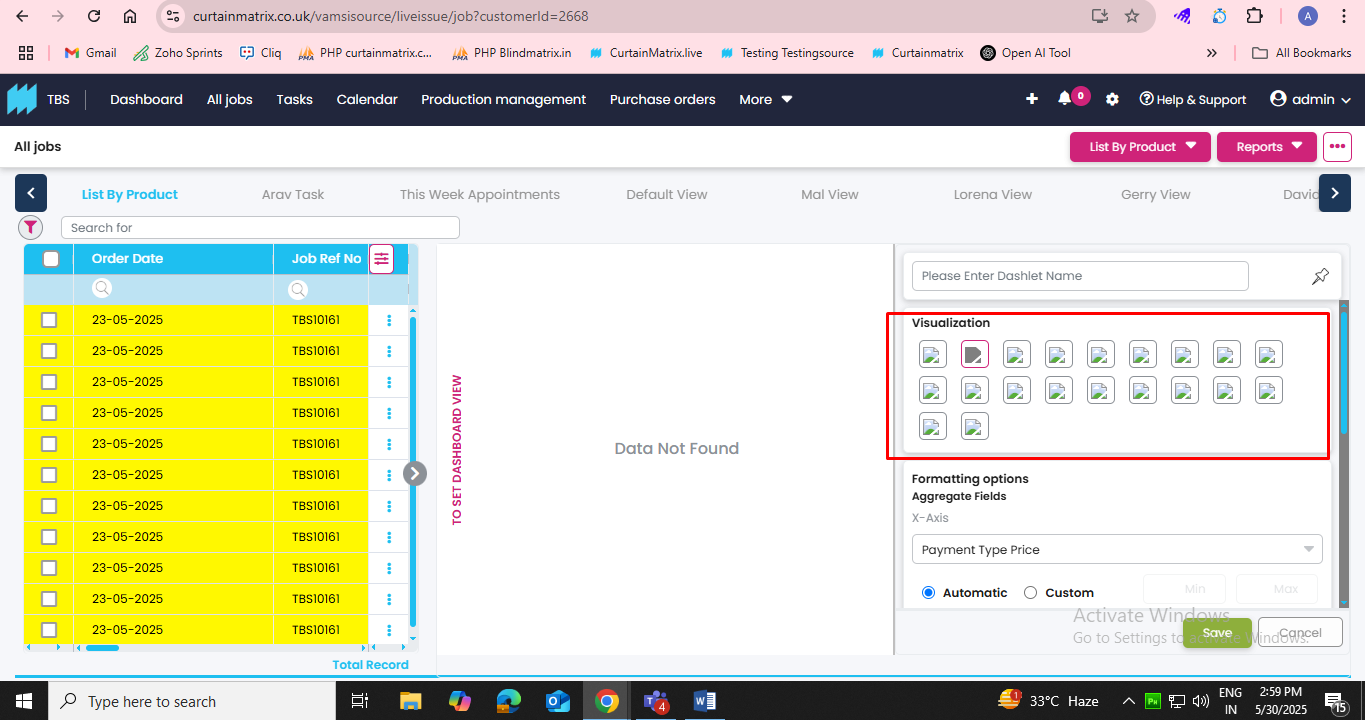 curtainmatrix.co.uk/vamsisource/liveissue/job?customerId=2668
A
Gmail Zoho Sprints Cliq PHP curtainmatrix.c... PHP Blindmatrix.in CurtainMatrix.live Testing Testingsource Curtainmatrix Open AI Tool » All Bookmarks
TBS Dashboard All jobs Tasks Calendar Production management Purchase orders More 0 Help & Support admin
All jobs List By Product Reports
List By Product Arav Task This Week Appointments Default View Mal View Lorena View Gerry View David
Search for
Order Date Job Ref No
23-05-2025 TBS10161
23-05-2025 TBS10161
23-05-2025 TBS10161
23-05-2025 TBS10161
23-05-2025 TBS10161
23-05-2025 TBS10161
23-05-2025 TBS10161
23-05-2025 TBS10161
23-05-2025 TBS10161
23-05-2025 TBS10161
23-05-2025 TBS10161
Total Record
TO SET DASHBOARD VIEW
Data Not Found
Please Enter Dashlet Name
Visualization
Formatting options
Aggregate Fields
X-Axis
Payment Type Price
Automatic Custom Min Max
Activate Windows
Go to Settings to activate Windows.
Save Cancel
Type here to search
4
1
33°C Haze
ENG
IN
2:59 PM
5/30/2025
15